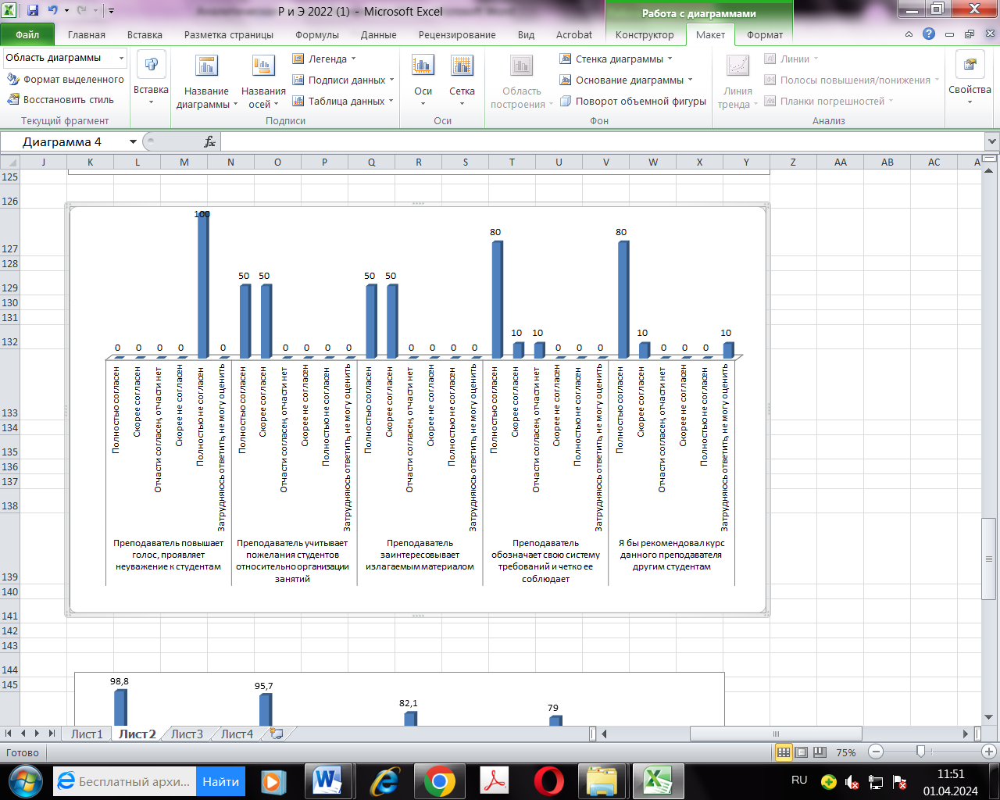 Р и Э 2022 (1) - Microsoft Excel
Работа с диаграммами
Файл Главная Вставка Разметка страницы Формулы Данные Рецензирование Вид Acrobat Конструктор Макет Формат
Область диаграммы
Формат выделенного
Восстановить стиль
Текущий фрагмент
Вставка
Название диаграммы
Названия осей
Легенда
Подписи данных
Таблица данных
Подписи
Оси
Сетка
Оси
Область построения
Стенка диаграммы
Основание диаграммы
Поворот объемной фигуры
Фон
Линия тренда
Линии
Полосы повышения/понижения
Планки погрешностей
Анализ
Свойства
Диаграмма 4
fx
J K L M N O P Q R S T U V W X Y Z AA AB AC A
125
126
127
128
129
130
131
132
133
134
135
136
137
138
139
140
141
142
143
144
145
0 0 0 0 100 0 50 50 0 0 0 0 50 50 0 0 0 0 80 10 10 0 0 0 80 10 0 0 0 10
Полностью согласен
Скорее согласен
Отчасти согласен, отчасти нет
Скорее не согласен
Полностью не согласен
Затрудняюсь ответить, не могу оценить
Полностью согласен
Скорее согласен
Отчасти согласен, отчасти нет
Скорее не согласен
Полностью не согласен
Затрудняюсь ответить, не могу оценить
Полностью согласен
Скорее согласен
Отчасти согласен, отчасти нет
Скорее не согласен
Полностью не согласен
Затрудняюсь ответить, не могу оценить
Полностью согласен
Скорее согласен
Отчасти согласен, отчасти нет
Скорее не согласен
Полностью не согласен
Затрудняюсь ответить, не могу оценить
Полностью согласен
Скорее согласен
Отчасти согласен, отчасти нет
Скорее не согласен
Полностью не согласен
Затрудняюсь ответить, не могу оценить
Преподаватель повышает
голос, проявляет
неуважение к студентам
Преподаватель учитывает
пожелания студентов
относительно организации
занятий
Преподаватель
заинтересовывает
излагаемым материалом
Преподаватель
обозначает свою систему
требований и четко ее
соблюдает
Я бы рекомендовал курс
данного преподавателя
другим студентам
98,8 95,7 82,1 79
Лист1 Лист2 Лист3 Лист4
Готово
75%
Бесплатный архи...
Найти
RU
11:51
01.04.2024